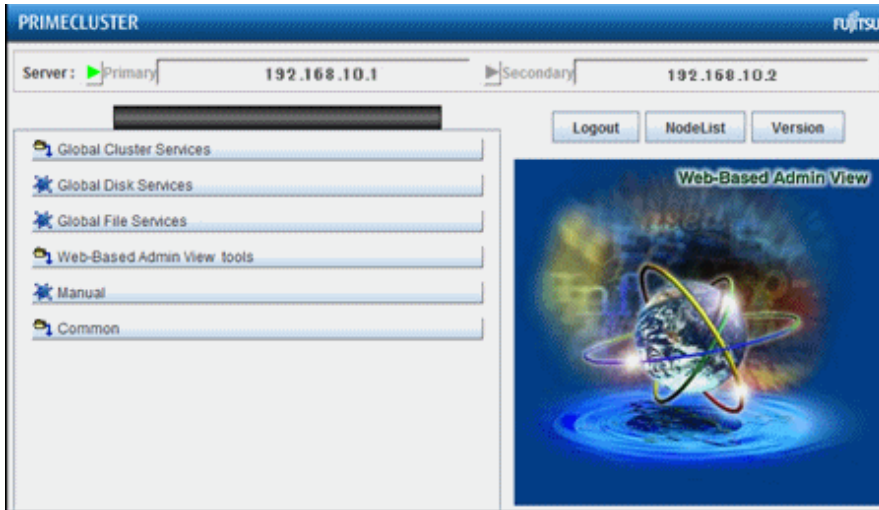 PRIMECLUSTER
FUJITSU
Server: Primary 192.168.10.1 Secondary 192.168.10.2
Logout NodeList Version
Global Cluster Services
Global Disk Services
Global File Services
Web-Based Admin View tools
Manual
Common
Web-Based Admin View